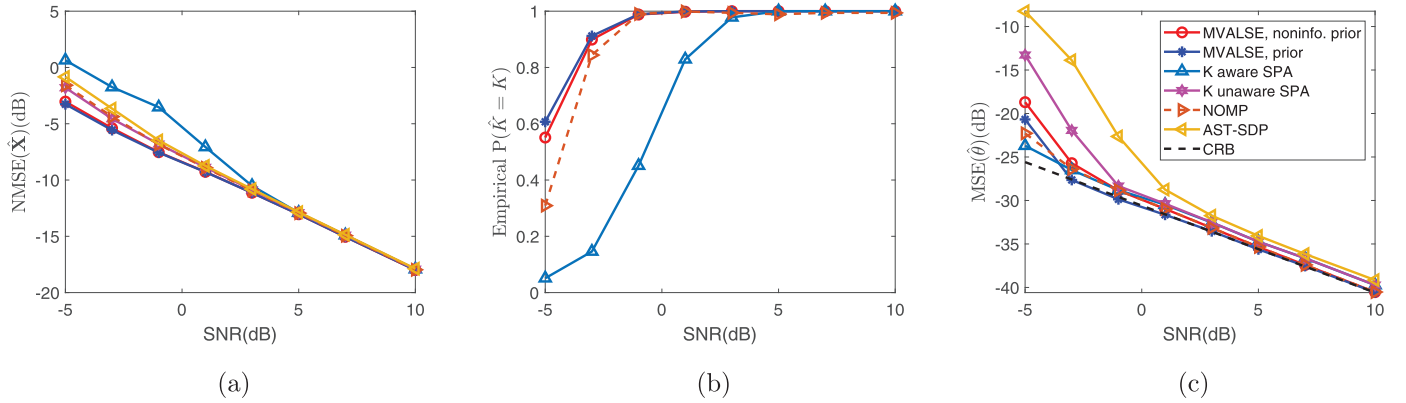 5
0
-5
-10
-15
-20
-5 0 5 10
NMSE(X̂)(dB)
SNR(dB)
(a)
1
0.8
0.6
0.4
0.2
0
-5 0 5 10
Empirical P(K̂ = K)
SNR(dB)
(b)
-10
-15
-20
-25
-30
-35
-40
-5 0 5 10
MSE(θ̂)(dB)
SNR(dB)
MVALSE, noninfo. prior
MVALSE, prior
K aware SPA
K unaware SPA
NOMP
AST-SDP
CRB
(c)